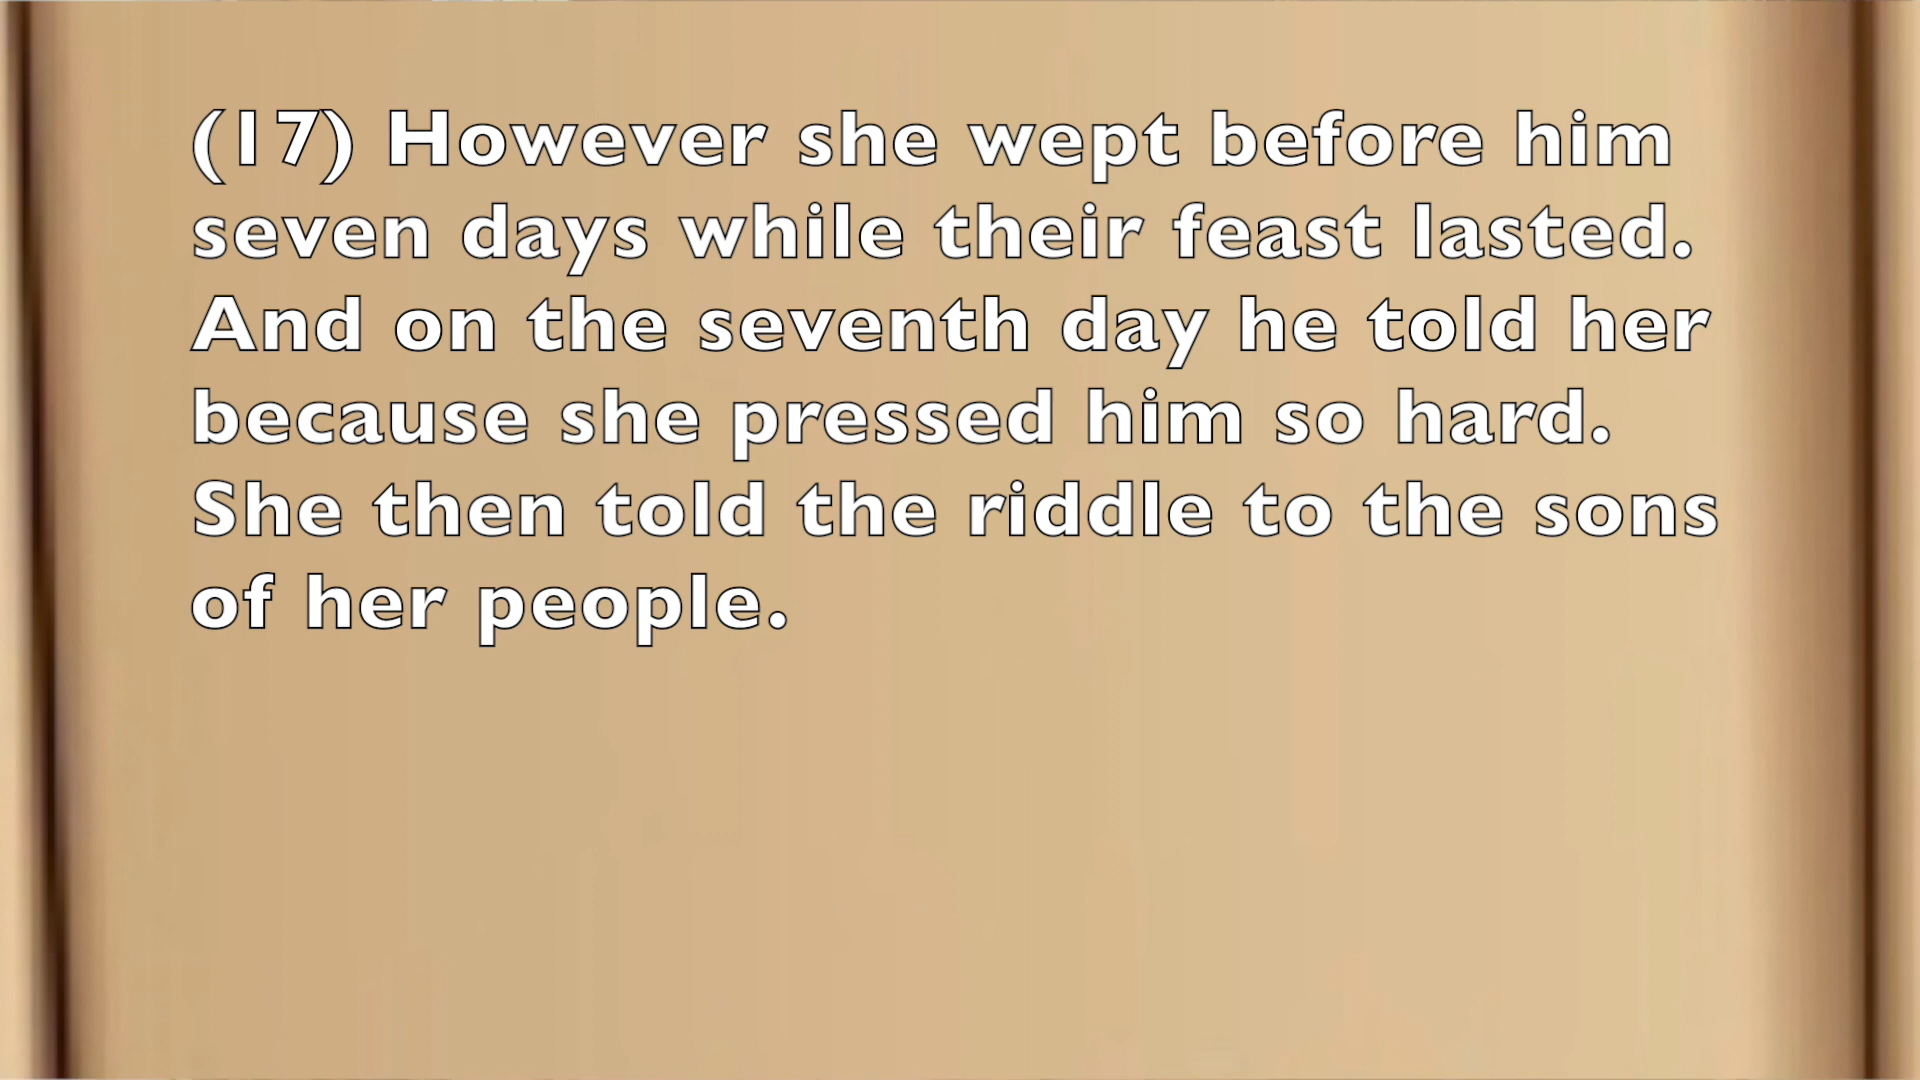 (17) However she wept before him
seven days while their feast lasted.
And on the seventh day he told her
because she pressed him so hard.
She then told the riddle to the sons
of her people.